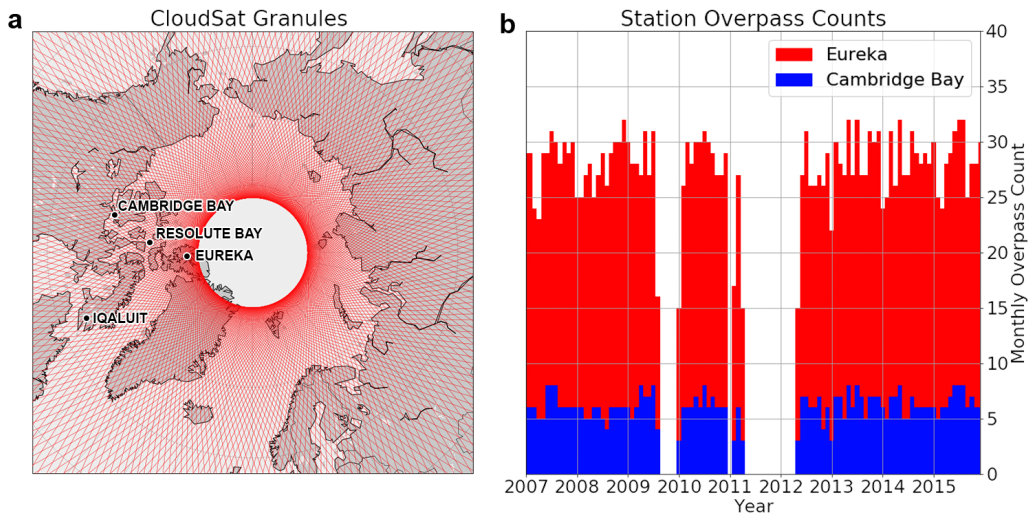 a
CloudSat Granules
CAMBRIDGE BAY
RESOLUTE BAY
EUREKA
IQALUIT
b
Station Overpass Counts
Eureka
Cambridge Bay
40
35
30
25
20
15
10
5
0
Monthly Overpass Count
2007 2008 2009 2010 2011 2012 2013 2014 2015
Year